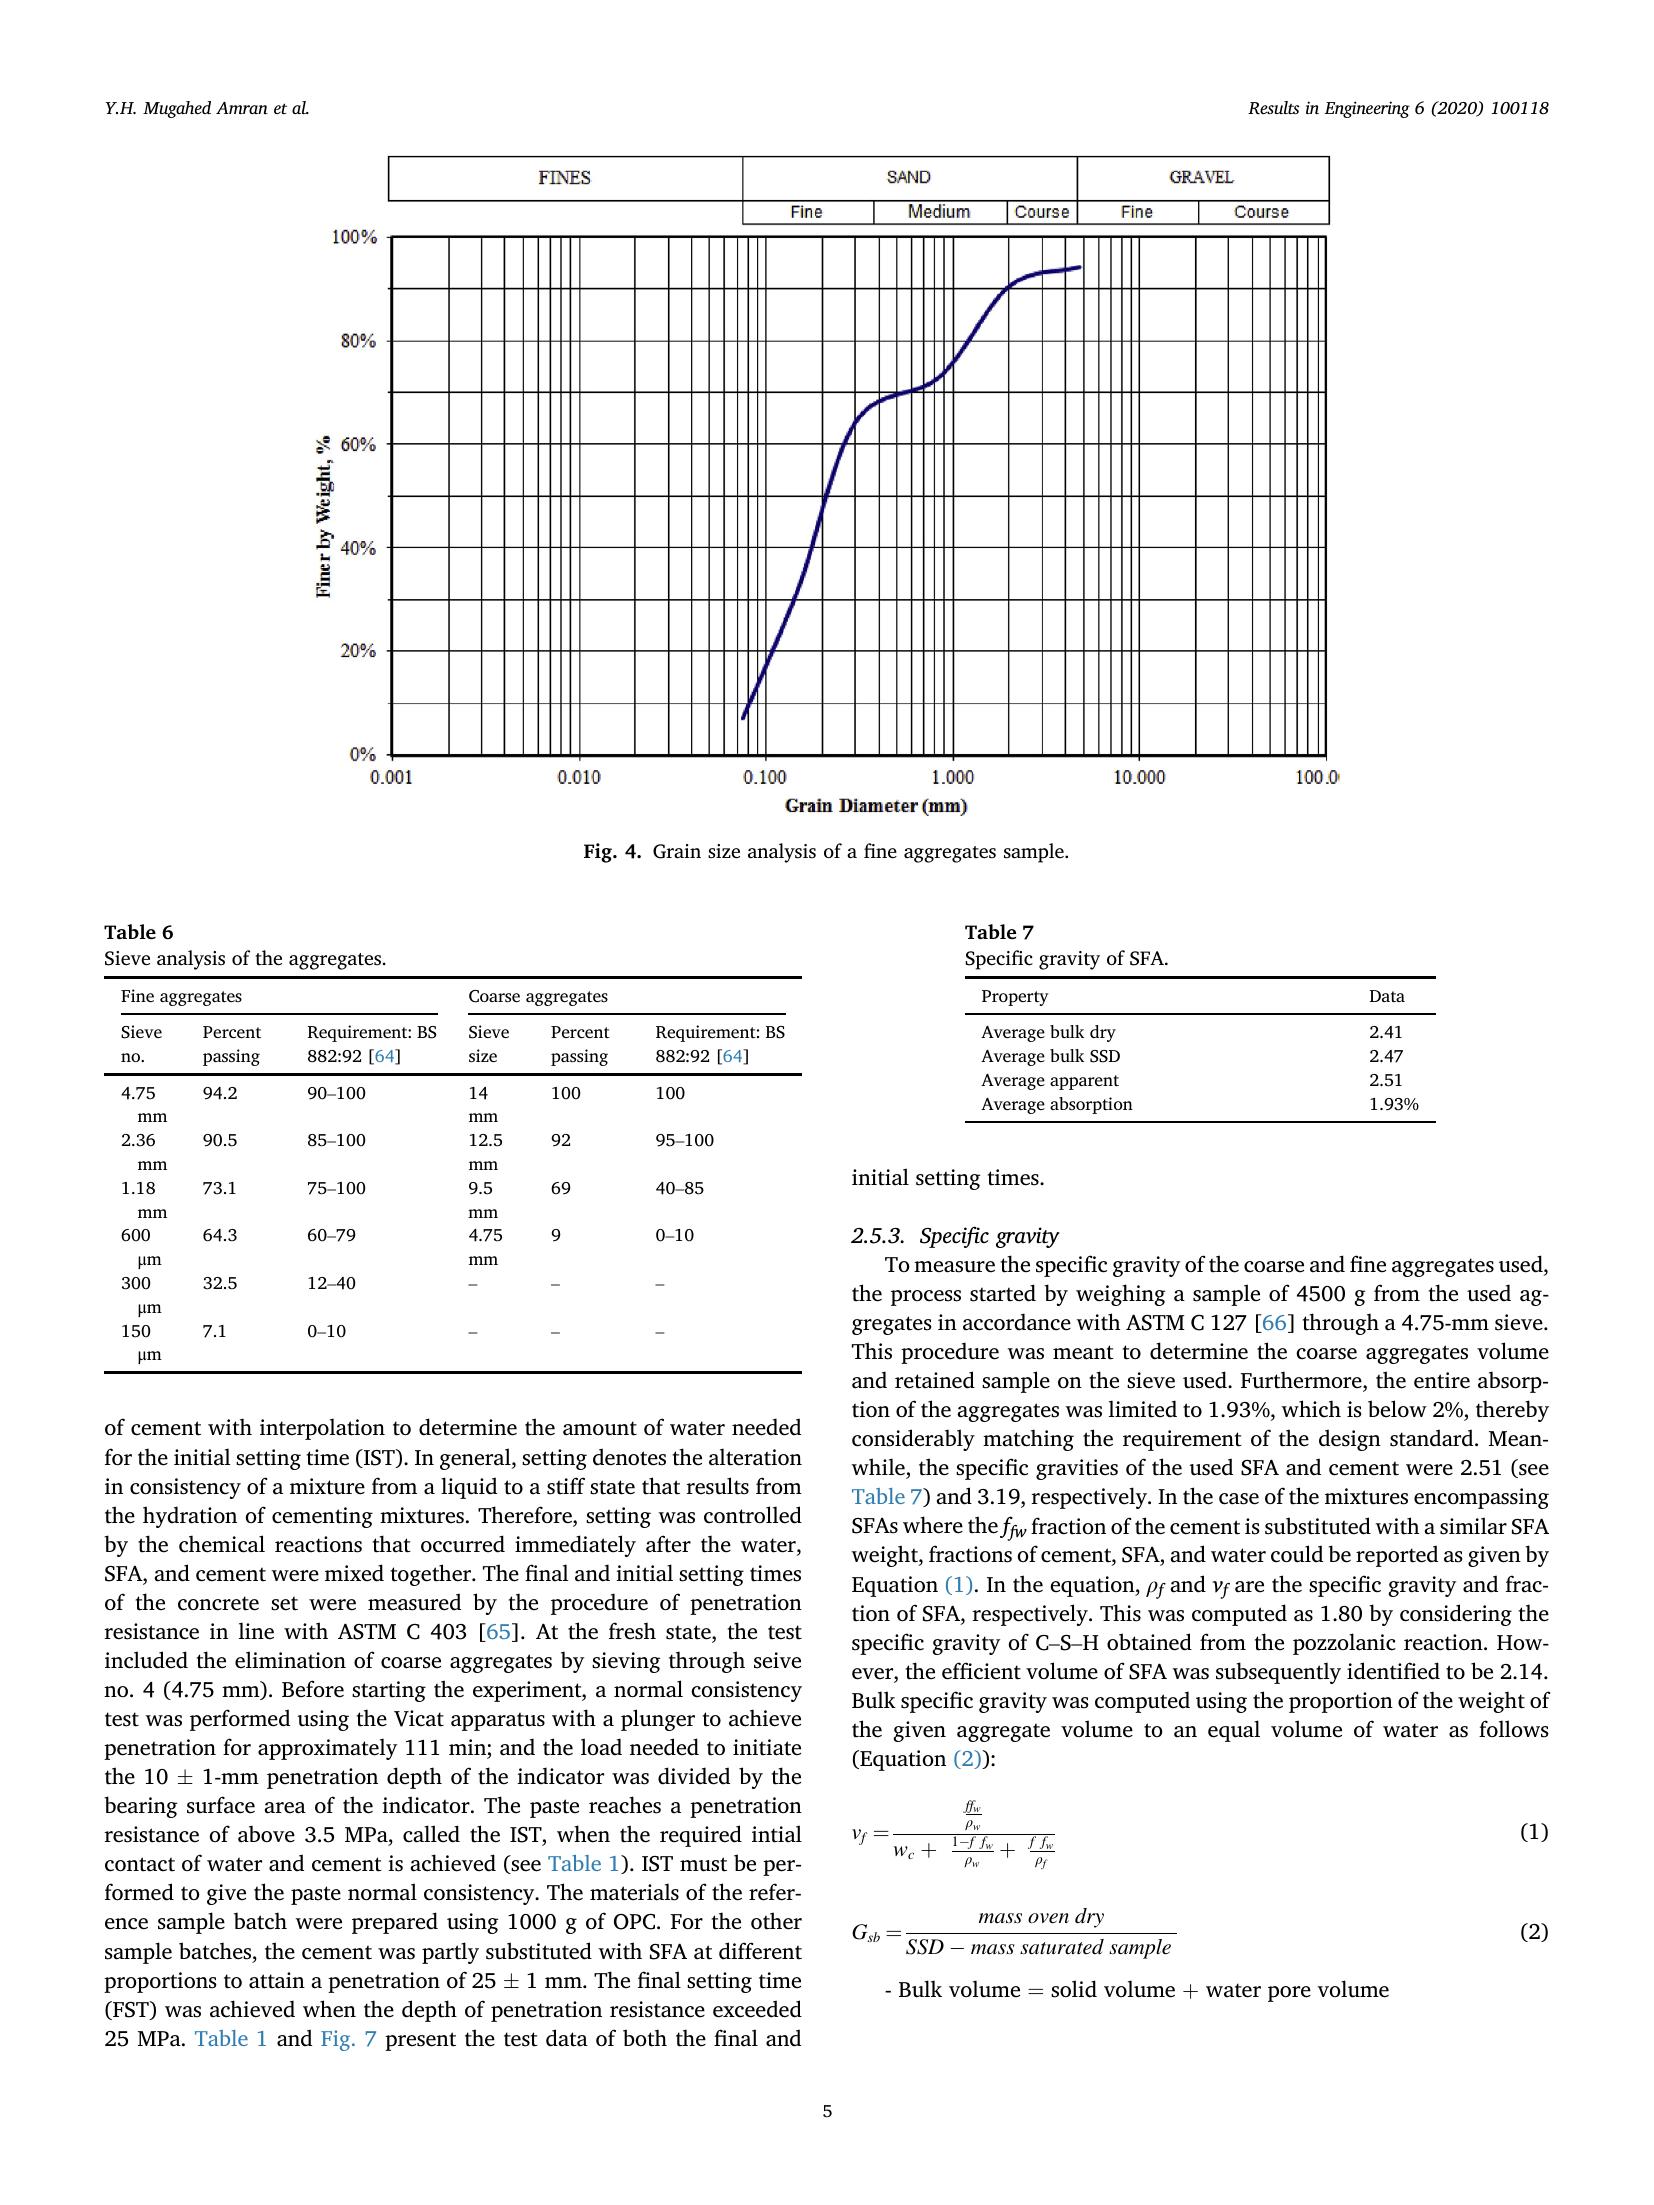 Y.H. Mugahed Amran et al.
Results in Engineering 6 (2020) 100118
FINES SAND GRAVEL
Fine Medium Course Fine Course
100%
80%
60%
40%
20%
0%
Finer by Weight, %
0.001 0.010 0.100 1.000 10.000 100.0
Grain Diameter (mm)
Fig. 4. Grain size analysis of a fine aggregates sample.
Table 6
Sieve analysis of the aggregates.
Fine aggregates Coarse aggregates
Sieve Percent Requirement: BS Sieve Percent Requirement: BS
no. passing 882:92 [64] size passing 882:92 [64]
4.75 94.2 90–100 14 100 100
mm mm
2.36 90.5 85–100 12.5 92 95–100
mm mm
1.18 73.1 75–100 9.5 69 40–85
mm mm
600 64.3 60–79 4.75 9 0–10
μm mm
300 32.5 12–40 – – –
μm
150 7.1 0–10 – – –
μm
of cement with interpolation to determine the amount of water needed
for the initial setting time (IST). In general, setting denotes the alteration
in consistency of a mixture from a liquid to a stiff state that results from
the hydration of cementing mixtures. Therefore, setting was controlled
by the chemical reactions that occurred immediately after the water,
SFA, and cement were mixed together. The final and initial setting times
of the concrete set were measured by the procedure of penetration
resistance in line with ASTM C 403 [65]. At the fresh state, the test
included the elimination of coarse aggregates by sieving through seive
no. 4 (4.75 mm). Before starting the experiment, a normal consistency
test was performed using the Vicat apparatus with a plunger to achieve
penetration for approximately 111 min; and the load needed to initiate
the 10 ± 1-mm penetration depth of the indicator was divided by the
bearing surface area of the indicator. The paste reaches a penetration
resistance of above 3.5 MPa, called the IST, when the required intial
contact of water and cement is achieved (see Table 1). IST must be per-
formed to give the paste normal consistency. The materials of the refer-
ence sample batch were prepared using 1000 g of OPC. For the other
sample batches, the cement was partly substituted with SFA at different
proportions to attain a penetration of 25 ± 1 mm. The final setting time
(FST) was achieved when the depth of penetration resistance exceeded
25 MPa. Table 1 and Fig. 7 present the test data of both the final and
Table 7
Specific gravity of SFA.
Property Data
Average bulk dry 2.41
Average bulk SSD 2.47
Average apparent 2.51
Average absorption 1.93%
initial setting times.
2.5.3. Specific gravity
To measure the specific gravity of the coarse and fine aggregates used,
the process started by weighing a sample of 4500 g from the used ag-
gregates in accordance with ASTM C 127 [66] through a 4.75-mm sieve.
This procedure was meant to determine the coarse aggregates volume
and retained sample on the sieve used. Furthermore, the entire absorp-
tion of the aggregates was limited to 1.93%, which is below 2%, thereby
considerably matching the requirement of the design standard. Mean-
while, the specific gravities of the used SFA and cement were 2.51 (see
Table 7) and 3.19, respectively. In the case of the mixtures encompassing
SFAs where the f_fw fraction of the cement is substituted with a similar SFA
weight, fractions of cement, SFA, and water could be reported as given by
Equation (1). In the equation, ρf and vf are the specific gravity and frac-
tion of SFA, respectively. This was computed as 1.80 by considering the
specific gravity of C–S–H obtained from the pozzolanic reaction. How-
ever, the efficient volume of SFA was subsequently identified to be 2.14.
Bulk specific gravity was computed using the proportion of the weight of
the given aggregate volume to an equal volume of water as follows
(Equation (2)):
vf = (ffw/ρw) / (wc + (1−f fw)/ρw + (f fw)/ρf) (1)
Gsb = mass oven dry / (SSD − mass saturated sample) (2)
- Bulk volume = solid volume + water pore volume
5